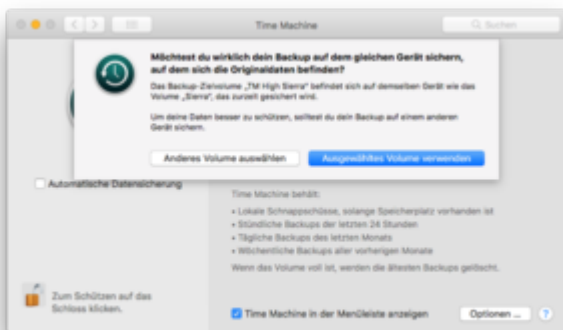 Time Machine
Suchen
Möchtest du wirklich dein Backup auf dem gleichen Gerät sichern,
auf dem sich die Originaldaten befinden?
Das Backup-Zielvolume „TM High Sierra“ befindet sich auf demselben Gerät wie das
Volume „Sierra“, das zurzeit gesichert wird.
Um deine Daten besser zu schützen, solltest du dein Backup auf einem anderen
Gerät sichern.
Anderes Volume auswählen
Ausgewähltes Volume verwenden
Automatische Datensicherung
Time Machine behält:
• Lokale Schnappschüsse, solange Speicherplatz vorhanden ist
• Stündliche Backups der letzten 24 Stunden
• Tägliche Backups des letzten Monats
• Wöchentliche Backups aller vorherigen Monate
Wenn das Volume voll ist, werden die ältesten Backups gelöscht.
Zum Schützen auf das
Schloss klicken.
Time Machine in der Menüleiste anzeigen
Optionen ...
?